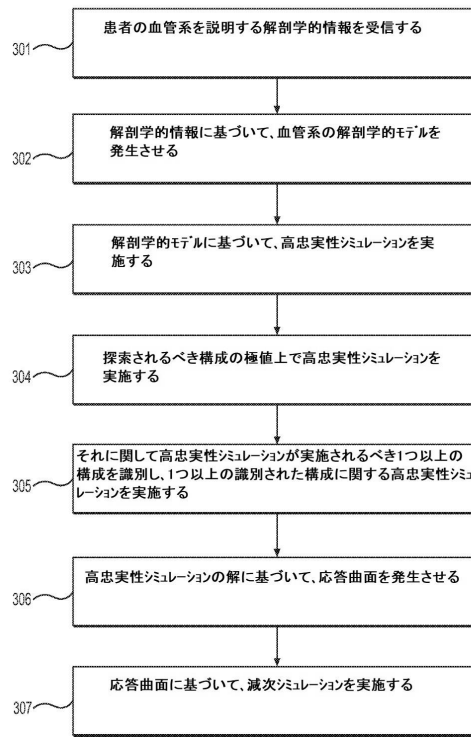 301
患者の血管系を説明する解剖学的情報を受信する
302
解剖学的情報に基づいて、血管系の解剖学的ﾓﾃﾞﾙを
発生させる
303
解剖学的ﾓﾃﾞﾙに基づいて、高忠実性ｼﾐｭﾚｰｼｮﾝを実
施する
304
探索されるべき構成の極値上で高忠実性ｼﾐｭﾚｰｼｮﾝを
実施する
305
それに関して高忠実性ｼﾐｭﾚｰｼｮﾝが実施されるべき1つ以上の
構成を識別し、1つ以上の識別された構成に関する高忠実性ｼﾐｭ
ﾚｰｼｮﾝを実施する
306
高忠実性ｼﾐｭﾚｰｼｮﾝの解に基づいて、応答曲面を発生させる
307
応答曲面に基づいて、減次ｼﾐｭﾚｰｼｮﾝを実施する